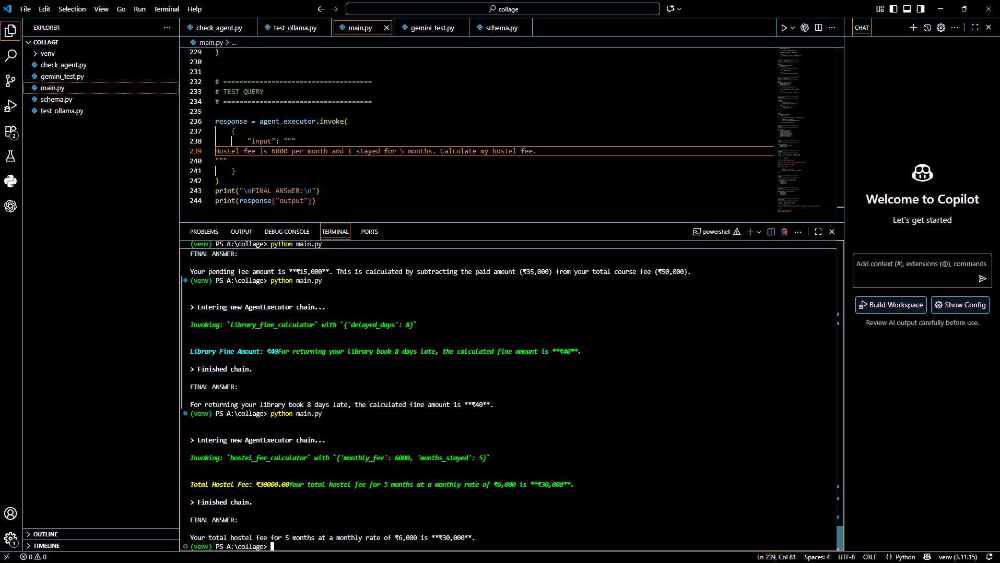 File Edit Selection View Go Run Terminal Help
collage
EXPLORER
COLLAGE
venv
check_agent.py
gemini_test.py
main.py
schema.py
test_ollama.py
OUTLINE
TIMELINE
2
1
check_agent.py test_ollama.py main.py gemini_test.py schema.py
main.py > ...
229 )
230
231
232 # =====================================
233 # TEST QUERY
234 # =====================================
235
236 response = agent_executor.invoke(
237 {
238 "input": """
239 Hostel fee is 6000 per month and I stayed for 5 months. Calculate my hostel fee.
240 """
241 }
242 )
243 print("\nFINAL ANSWER:\n")
244 print(response["output"])
PROBLEMS OUTPUT DEBUG CONSOLE TERMINAL PORTS
powershell
(venv) PS A:\collage> python main.py
FINAL ANSWER:
Your pending fee amount is **₹15,000**. This is calculated by subtracting the paid amount (₹35,000) from your total course fee (₹50,000).
(venv) PS A:\collage> python main.py
> Entering new AgentExecutor chain...
Invoking: `library_fine_calculator` with `{'delayed_days': 8}`
Library Fine Amount: ₹40For returning your library book 8 days late, the calculated fine amount is **₹40**.
> Finished chain.
FINAL ANSWER:
For returning your library book 8 days late, the calculated fine amount is **₹40**.
(venv) PS A:\collage> python main.py
> Entering new AgentExecutor chain...
Invoking: `hostel_fee_calculator` with `{'monthly_fee': 6000, 'months_stayed': 5}`
Total Hostel Fee: ₹30000.00Your total hostel fee for 5 months at a monthly rate of ₹6,000 is **₹30,000**.
> Finished chain.
FINAL ANSWER:
Your total hostel fee for 5 months at a monthly rate of ₹6,000 is **₹30,000**.
(venv) PS A:\collage>
CHAT
Welcome to Copilot
Let's get started
Add context (#), extensions (@), commands
Build Workspace Show Config
Review AI output carefully before use.
0 0
Ln 239, Col 81 Spaces: 4 UTF-8 CRLF {} Python venv (3.11.15)